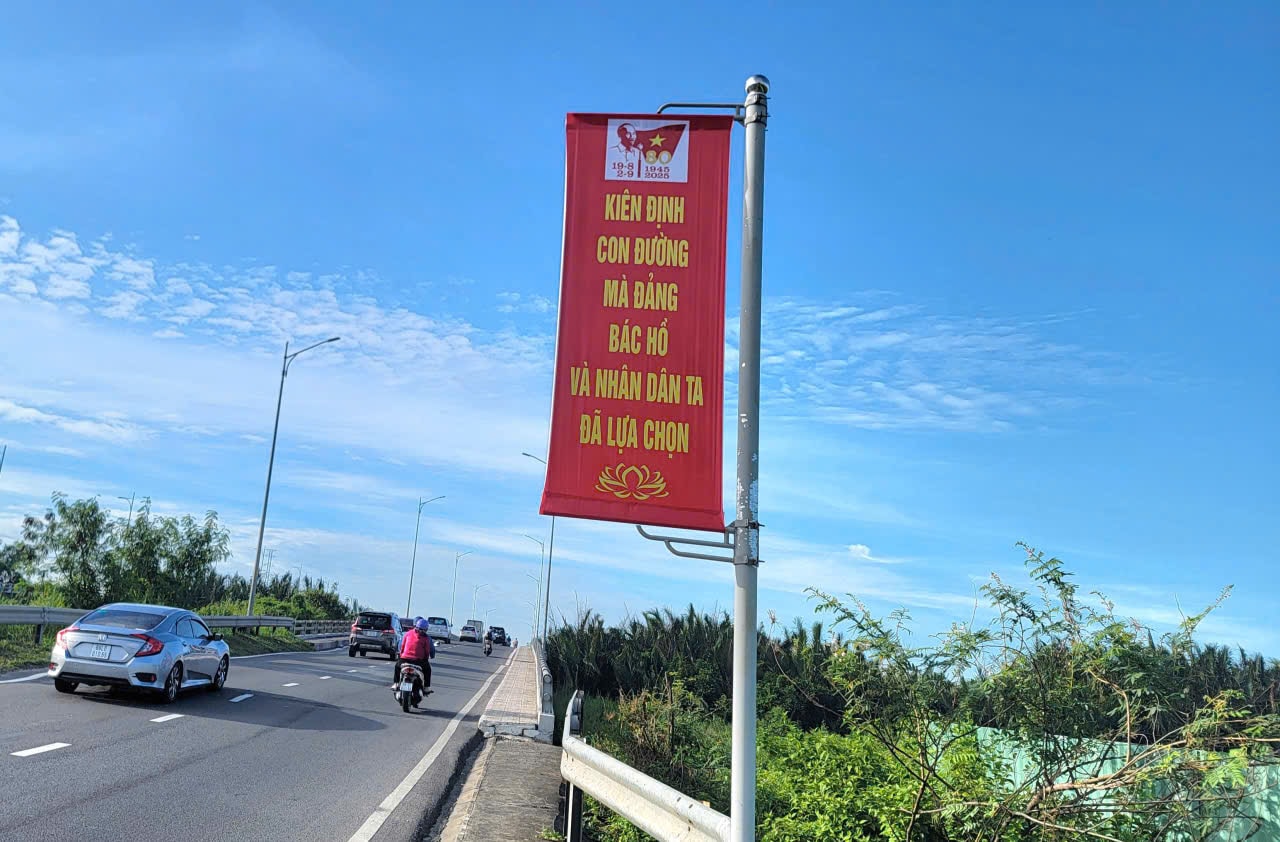 80
19-8 1945
2-9 2025
KIÊN ĐỊNH
CON ĐƯỜNG
MÀ ĐẢNG
BÁC HỒ
VÀ NHÂN DÂN TA
ĐÃ LỰA CHỌN